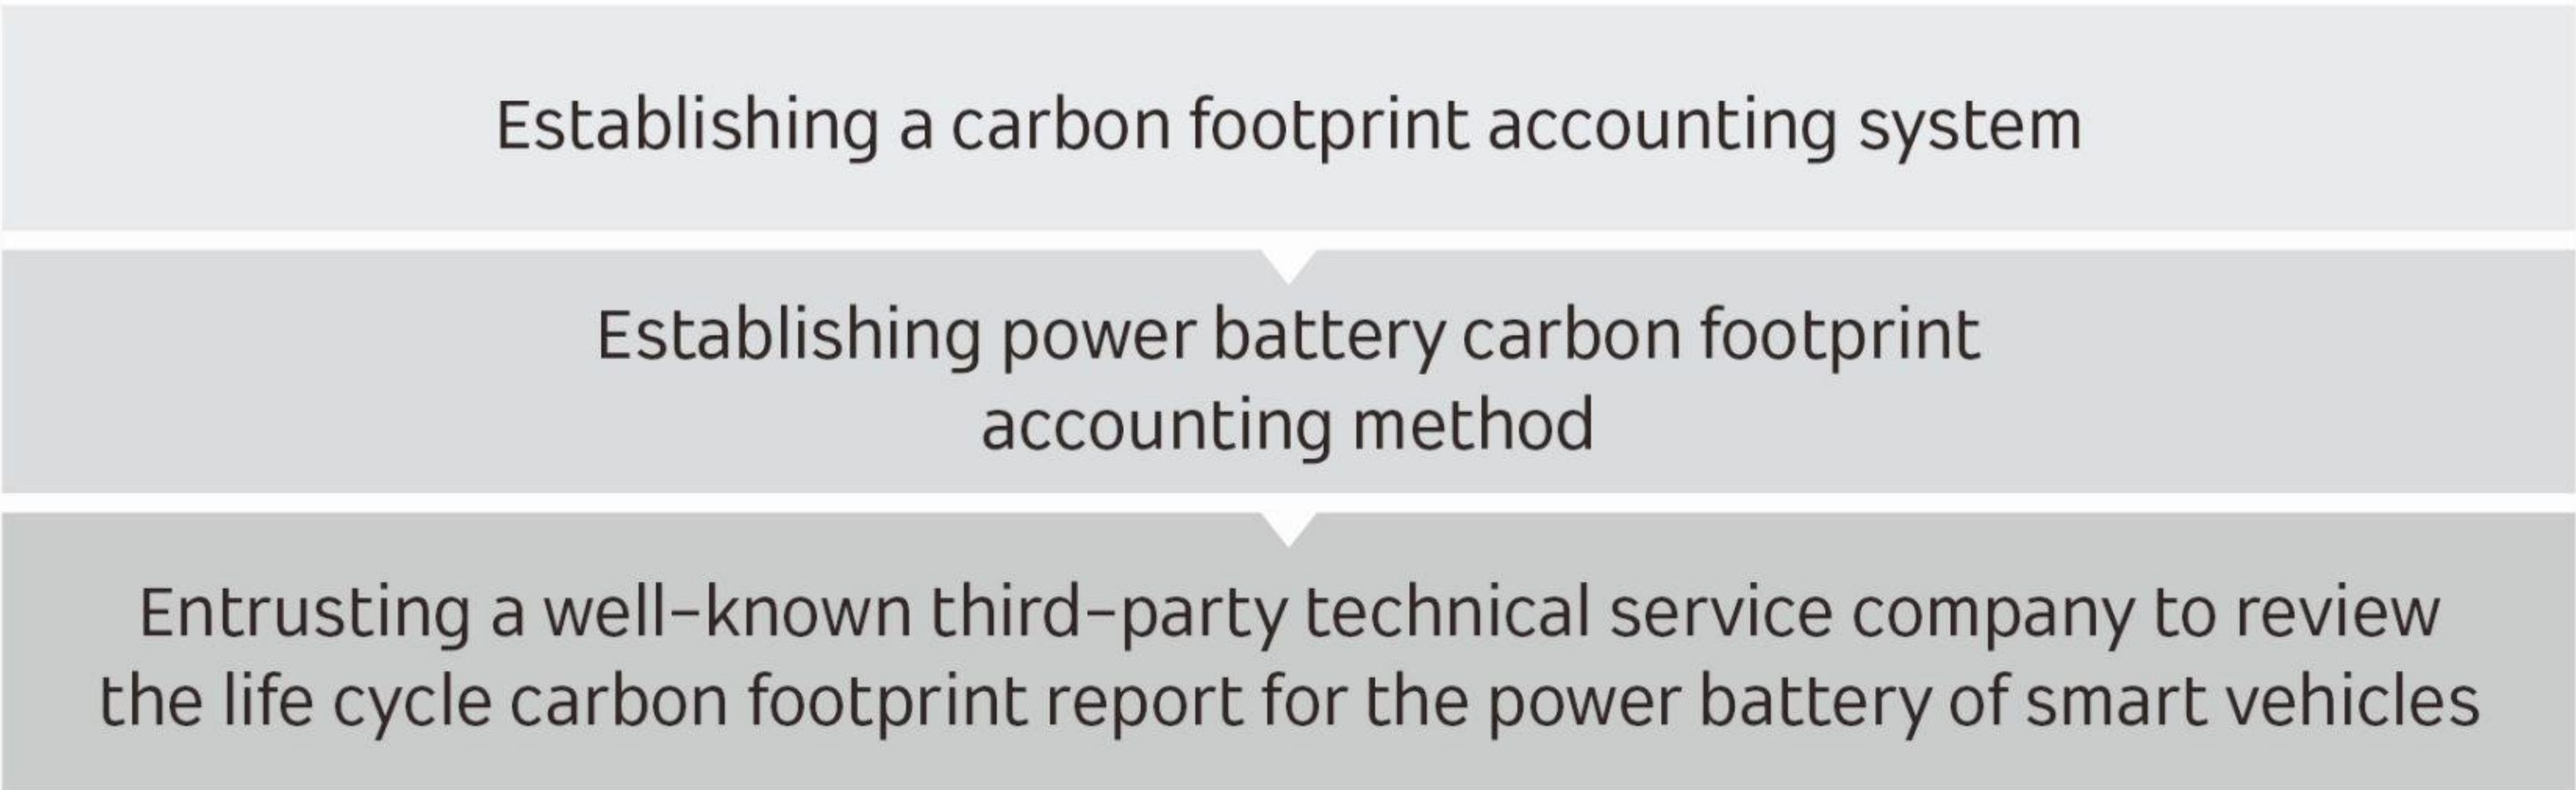 Establishing a carbon footprint accounting system
Establishing power battery carbon footprint
accounting method
Entrusting a well-known third-party technical service company to review
the life cycle carbon footprint report for the power battery of smart vehicles